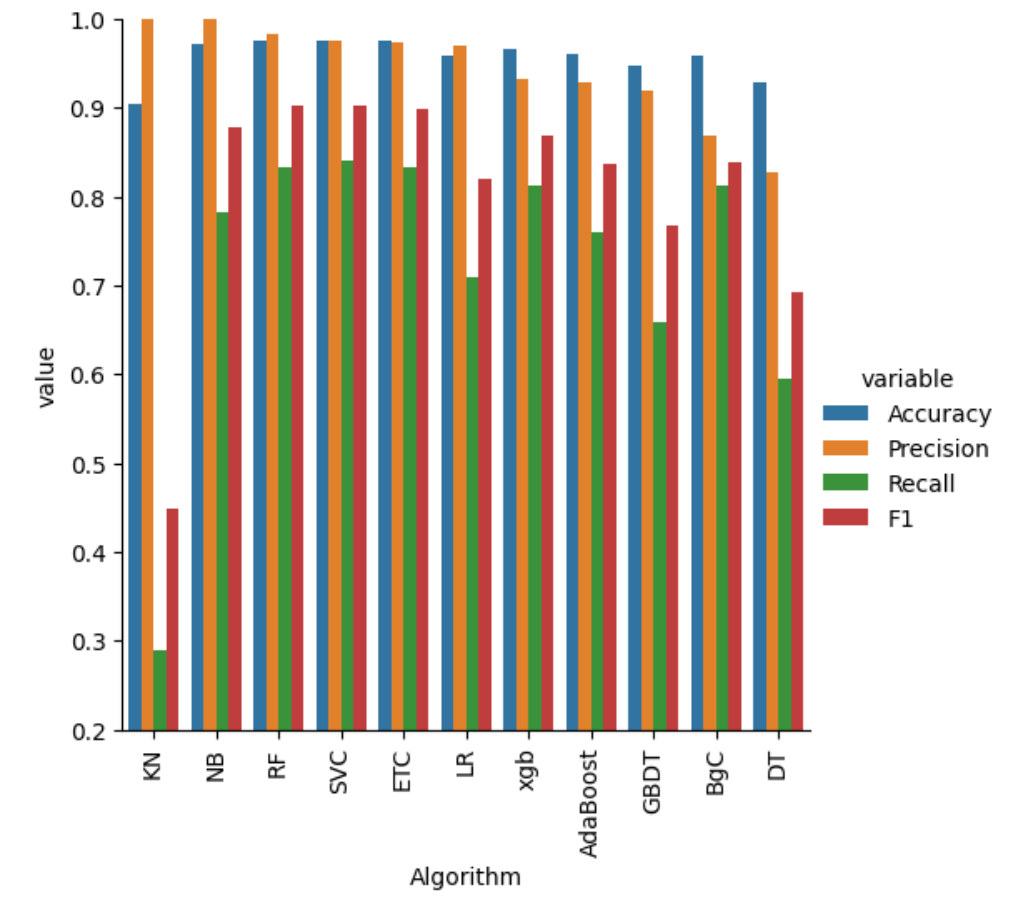 1.0
0.9
0.8
0.7
0.6
0.5
0.4
0.3
0.2
value
KN
NB
RF
SVC
ETC
LR
xgb
AdaBoost
GBDT
BgC
DT
Algorithm
variable
Accuracy
Precision
Recall
F1